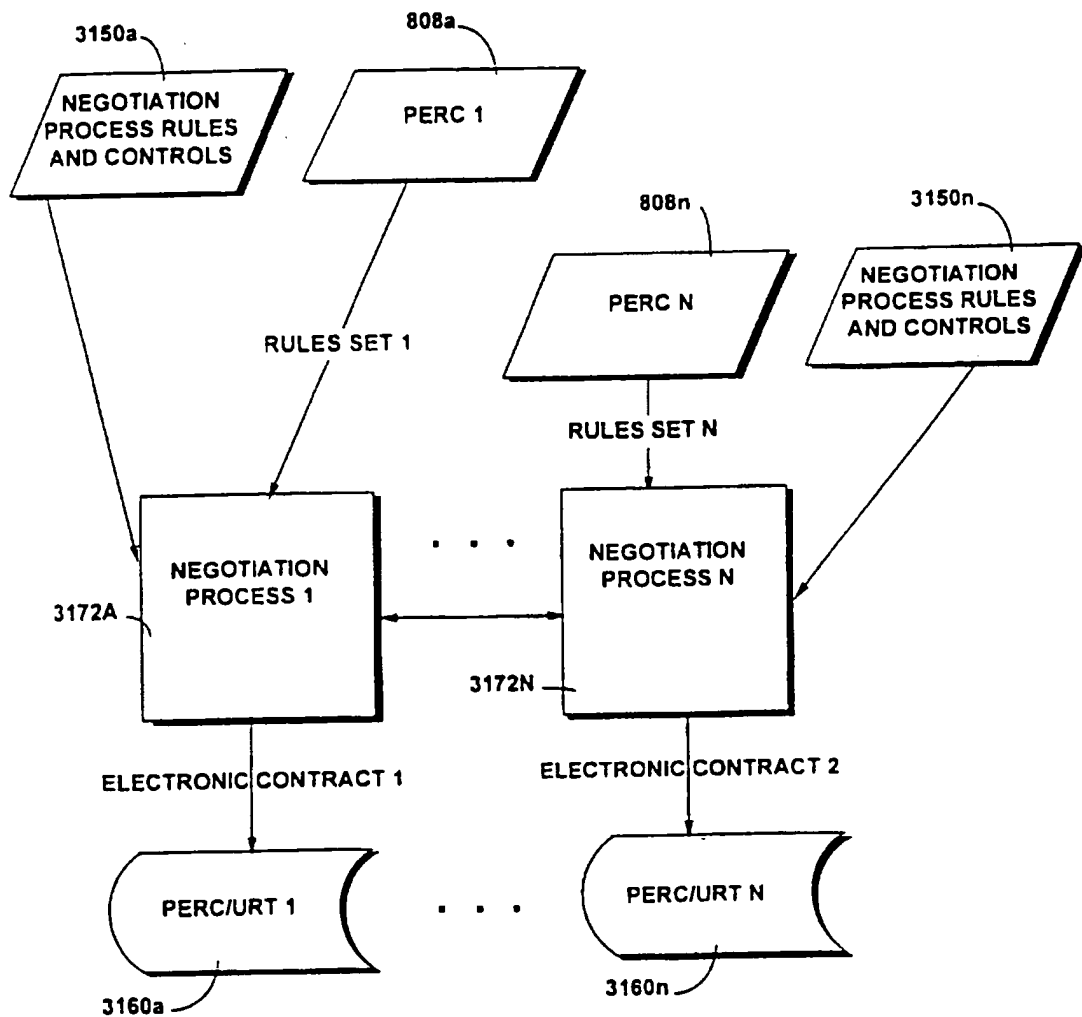 3150a
808a
NEGOTIATION
PROCESS RULES
AND CONTROLS
PERC 1
808n
3150n
PERC N
NEGOTIATION
PROCESS RULES
AND CONTROLS
RULES SET 1
RULES SET N
NEGOTIATION
PROCESS 1
. . .
NEGOTIATION
PROCESS N
3172A
3172N
ELECTRONIC CONTRACT 1
ELECTRONIC CONTRACT 2
PERC/URT 1
. . .
PERC/URT N
3160a
3160n